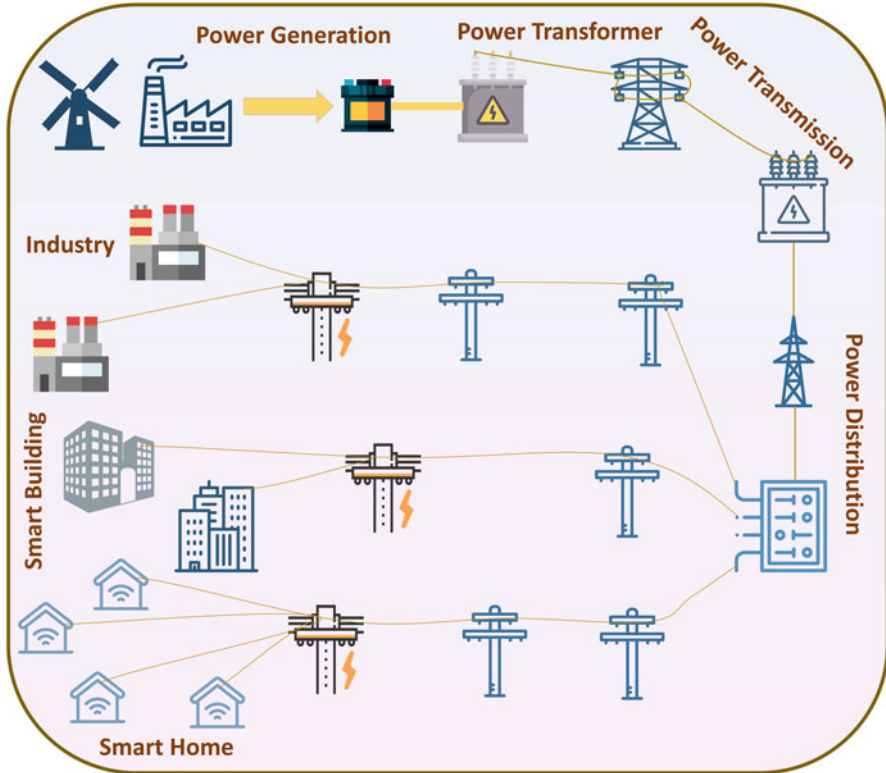 Power Generation
Power Transformer
Power Transmission
Industry
Power Distribution
Smart Building
Smart Home